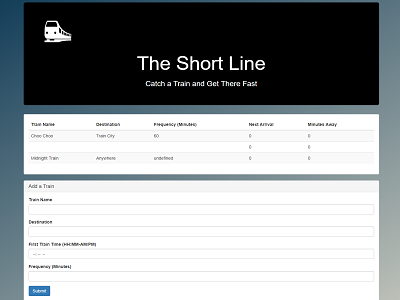 The Short Line
Catch a Train and Get There Fast
Train Name Destination Frequency (Minutes) Next Arrival Minutes Away
Choo Choo Train City 60 0 0
0 0
Midnight Train Anywhere undefined 0 0
Add a Train
Train Name
Destination
First Train Time (HH:MM-AM/PM)
-- -- --
Frequency (Minutes)
Submit